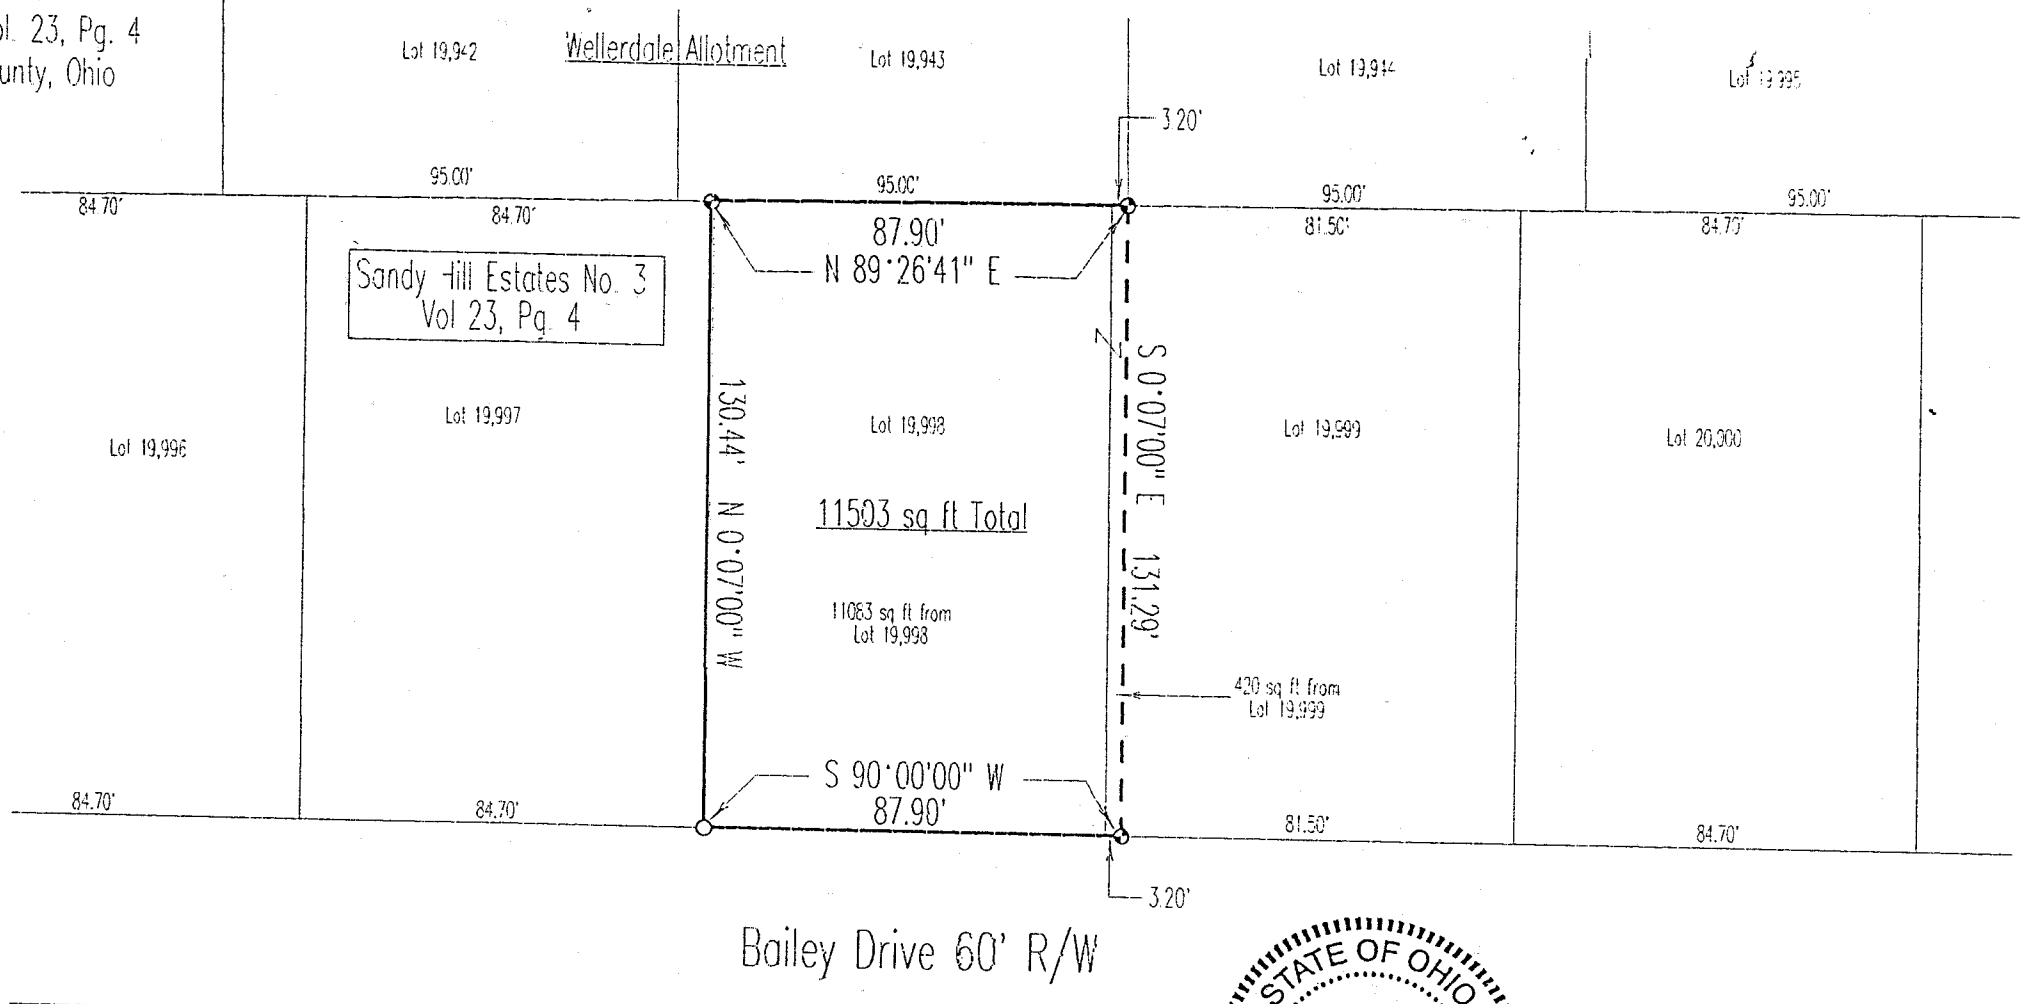 23, Pg. 4
unty, Ohio
Lot 19,942
Wellerdale Allotment
Lot 19,943
Lot 19,944
Lot 19,995
3.20'
95.00'
95.00'
95.00'
95.00'
84.70'
84.70'
87.90'
81.50'
84.70'
N 89°26'41" E
Sandy Hill Estates No. 3
Vol 23, Pg. 4
130.44' N 0°07'00" W
S 0°07'00" E 131.29'
Lot 19,996
Lot 19,997
Lot 19,998
Lot 19,999
Lot 20,000
11503 sq ft Total
11083 sq ft from
Lot 19,998
420 sq ft from
Lot 19,999
S 90°00'00" W
87.90'
84.70'
84.70'
81.50'
84.70'
3.20'
Bailey Drive 60' R/W
STATE OF OHIO